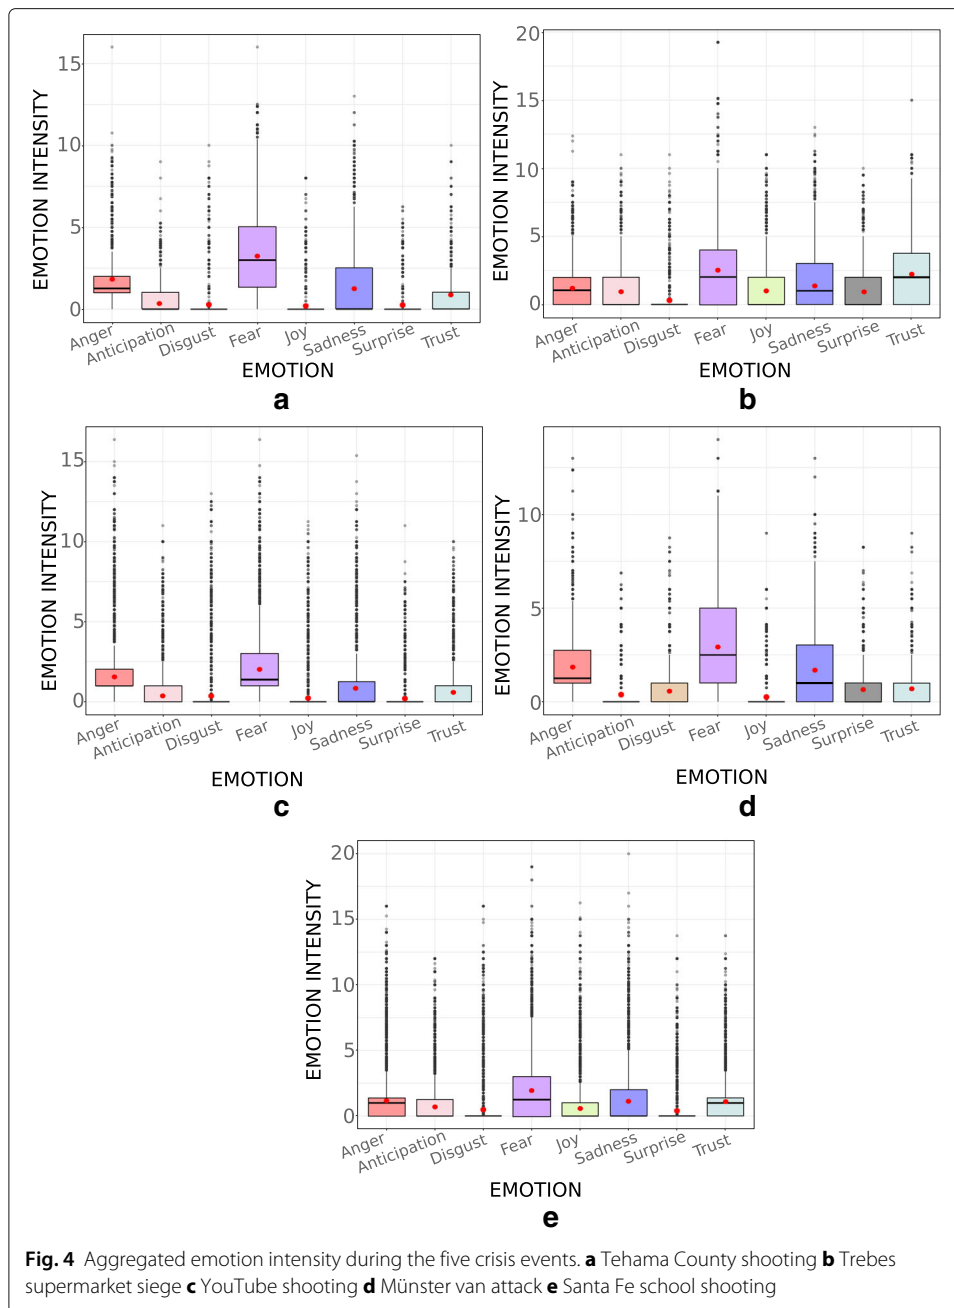 EMOTION INTENSITY
15
10
5
0
Anger Anticipation Disgust Fear Joy Sadness Surprise Trust
EMOTION
a
EMOTION INTENSITY
20
15
10
5
0
Anger Anticipation Disgust Fear Joy Sadness Surprise Trust
EMOTION
b
EMOTION INTENSITY
15
10
5
0
Anger Anticipation Disgust Fear Joy Sadness Surprise Trust
EMOTION
c
EMOTION INTENSITY
10
5
0
Anger Anticipation Disgust Fear Joy Sadness Surprise Trust
EMOTION
d
EMOTION INTENSITY
20
15
10
5
0
Anger Anticipation Disgust Fear Joy Sadness Surprise Trust
EMOTION
e
Fig. 4 Aggregated emotion intensity during the five crisis events. a Tehama County shooting b Trebes
supermarket siege c YouTube shooting d Münster van attack e Santa Fe school shooting